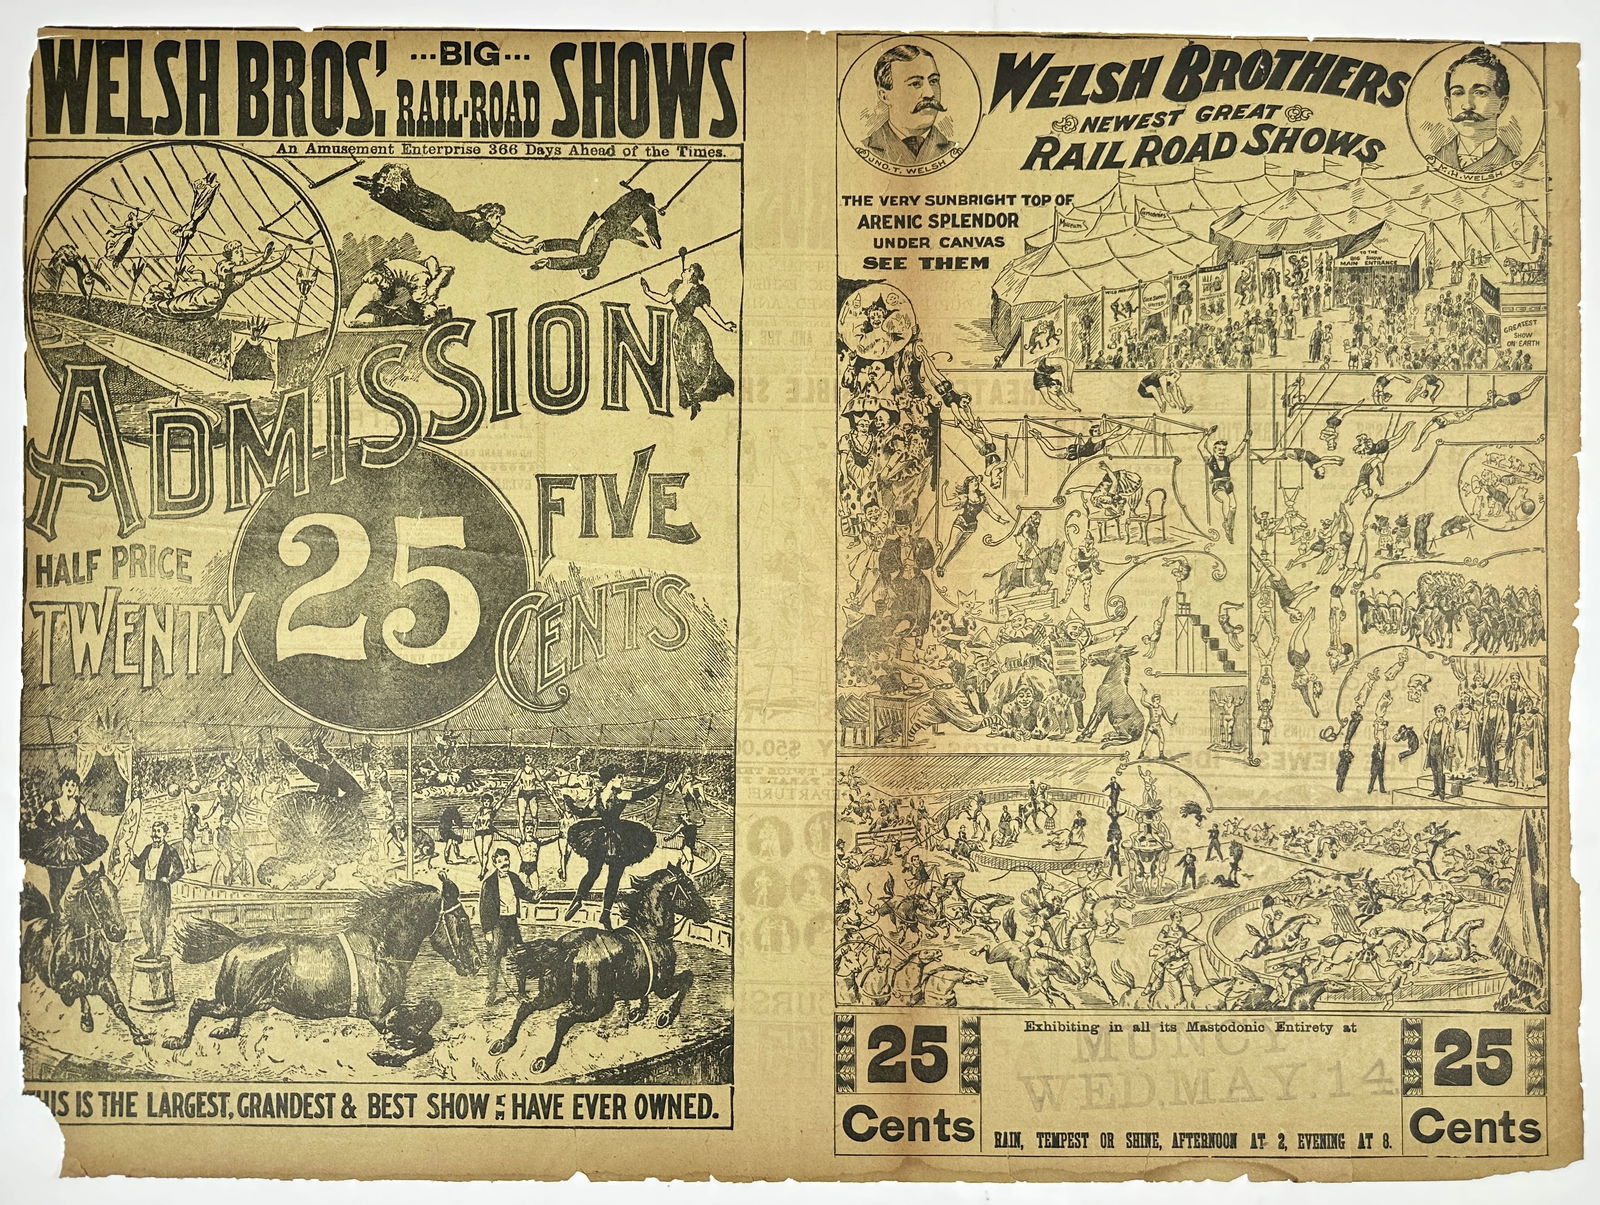 WELSH BROS'. ...BIG... RAIL-ROAD SHOWS
An Amusement Enterprise 366 Days Ahead of the Times.
ADMISSION
HALF PRICE
TWENTY
25
FIVE
CENTS
THIS IS THE LARGEST, GRANDEST & BEST SHOW WE HAVE EVER OWNED.
WELSH BROTHERS
NEWEST GREAT
RAIL ROAD SHOWS
JNO. T. WELSH
M.H. WELSH
THE VERY SUNBRIGHT TOP OF
ARENIC SPLENDOR
UNDER CANVAS
SEE THEM
Museum
BIG SHOW
MAIN ENTRANCE
GREATEST
SHOW
ON EARTH
25
Cents
Exhibiting in all its Mastodonic Entirety at
MUNCY
WED. MAY. 14
RAIN, TEMPEST OR SHINE, AFTERNOON AT 2, EVENING AT 8.
25
Cents